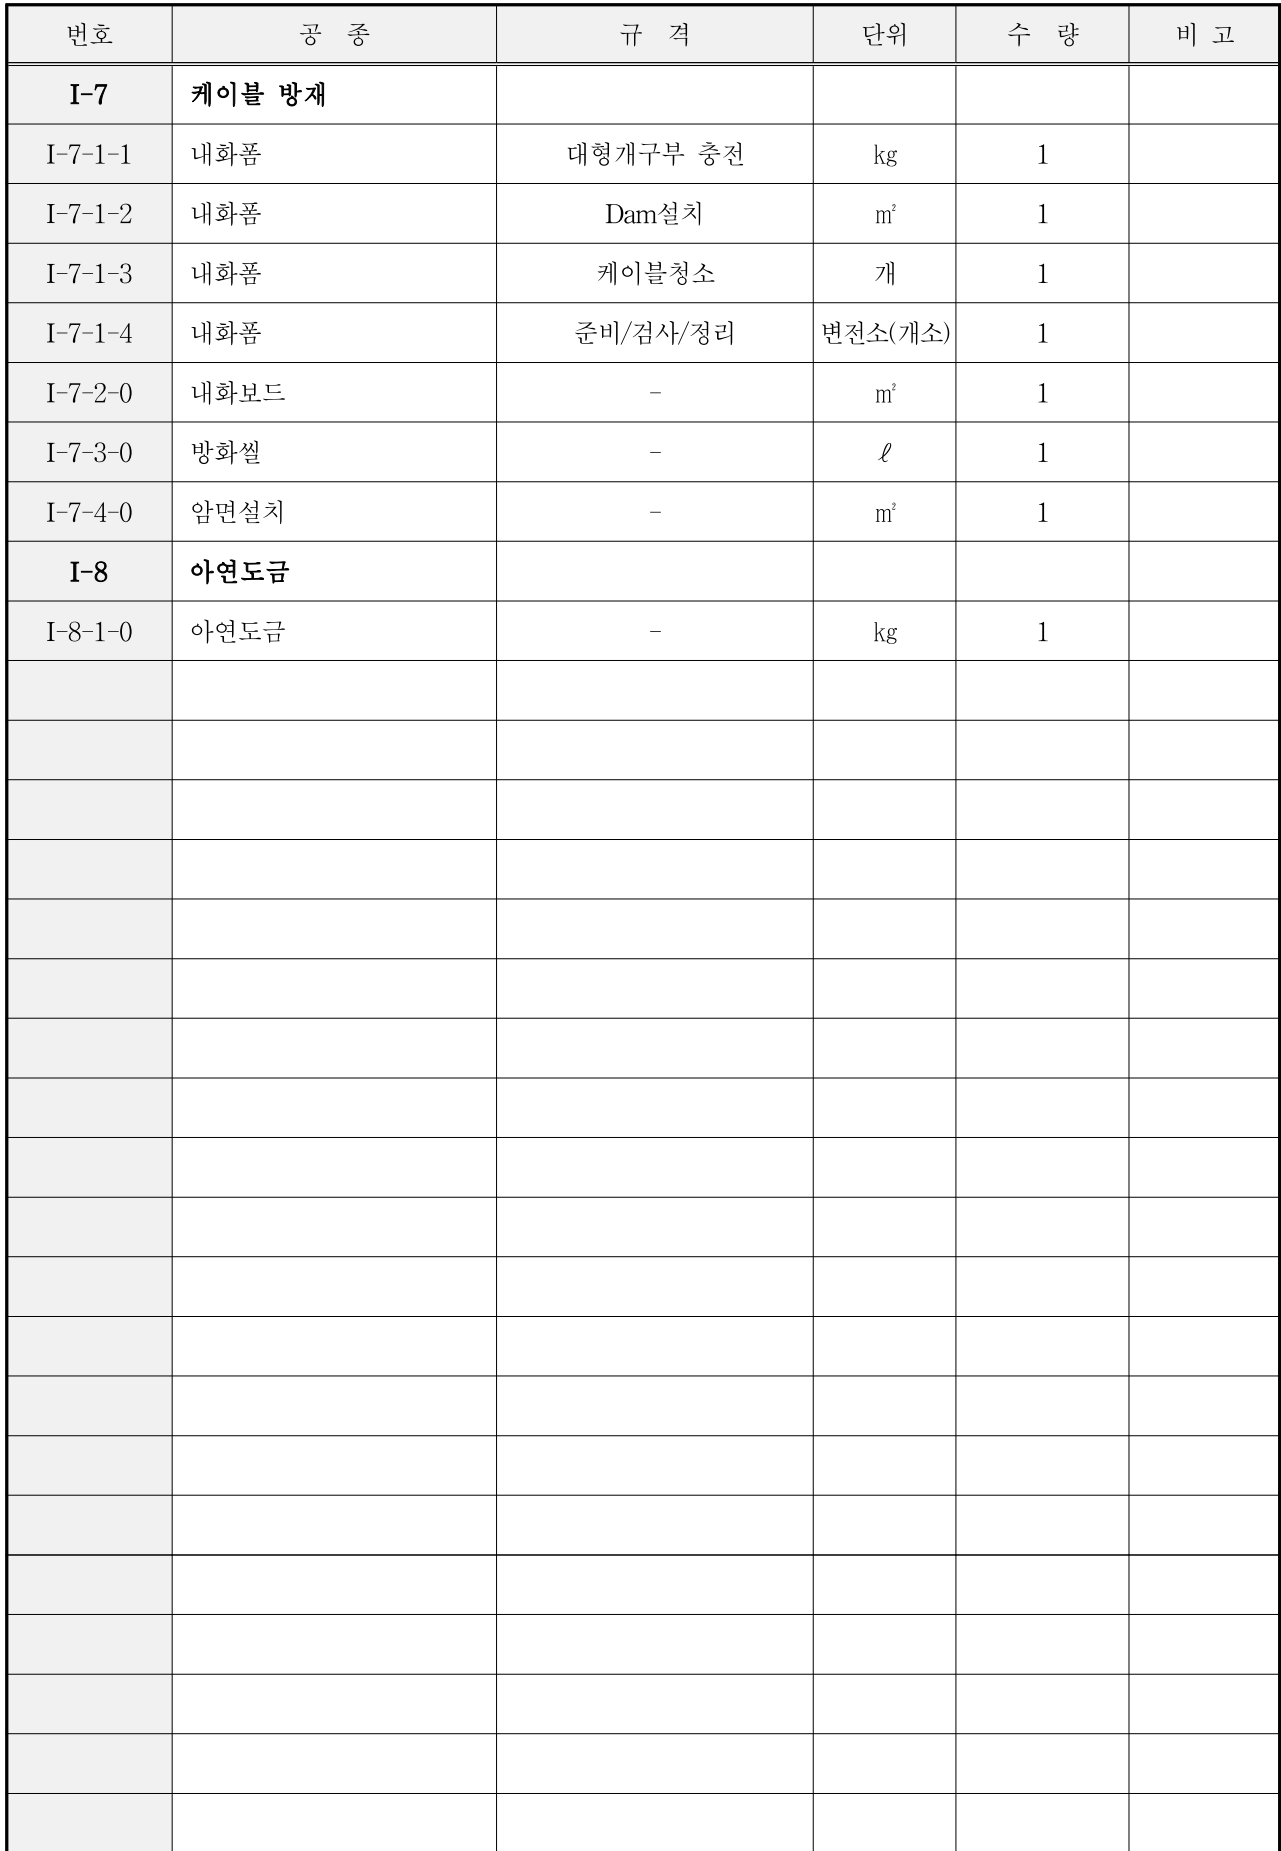 번호 공 종 규 격 단위 수 량 비 고
I-7 케이블 방재
I-7-1-1 내화폼 대형개구부 충전 kg 1
I-7-1-2 내화폼 Dam설치 ㎡ 1
I-7-1-3 내화폼 케이블청소 개 1
I-7-1-4 내화폼 준비/검사/정리 변전소(개소) 1
I-7-2-0 내화보드 - ㎡ 1
I-7-3-0 방화씰 - ℓ 1
I-7-4-0 암면설치 - ㎡ 1
I-8 아연도금
I-8-1-0 아연도금 - kg 1